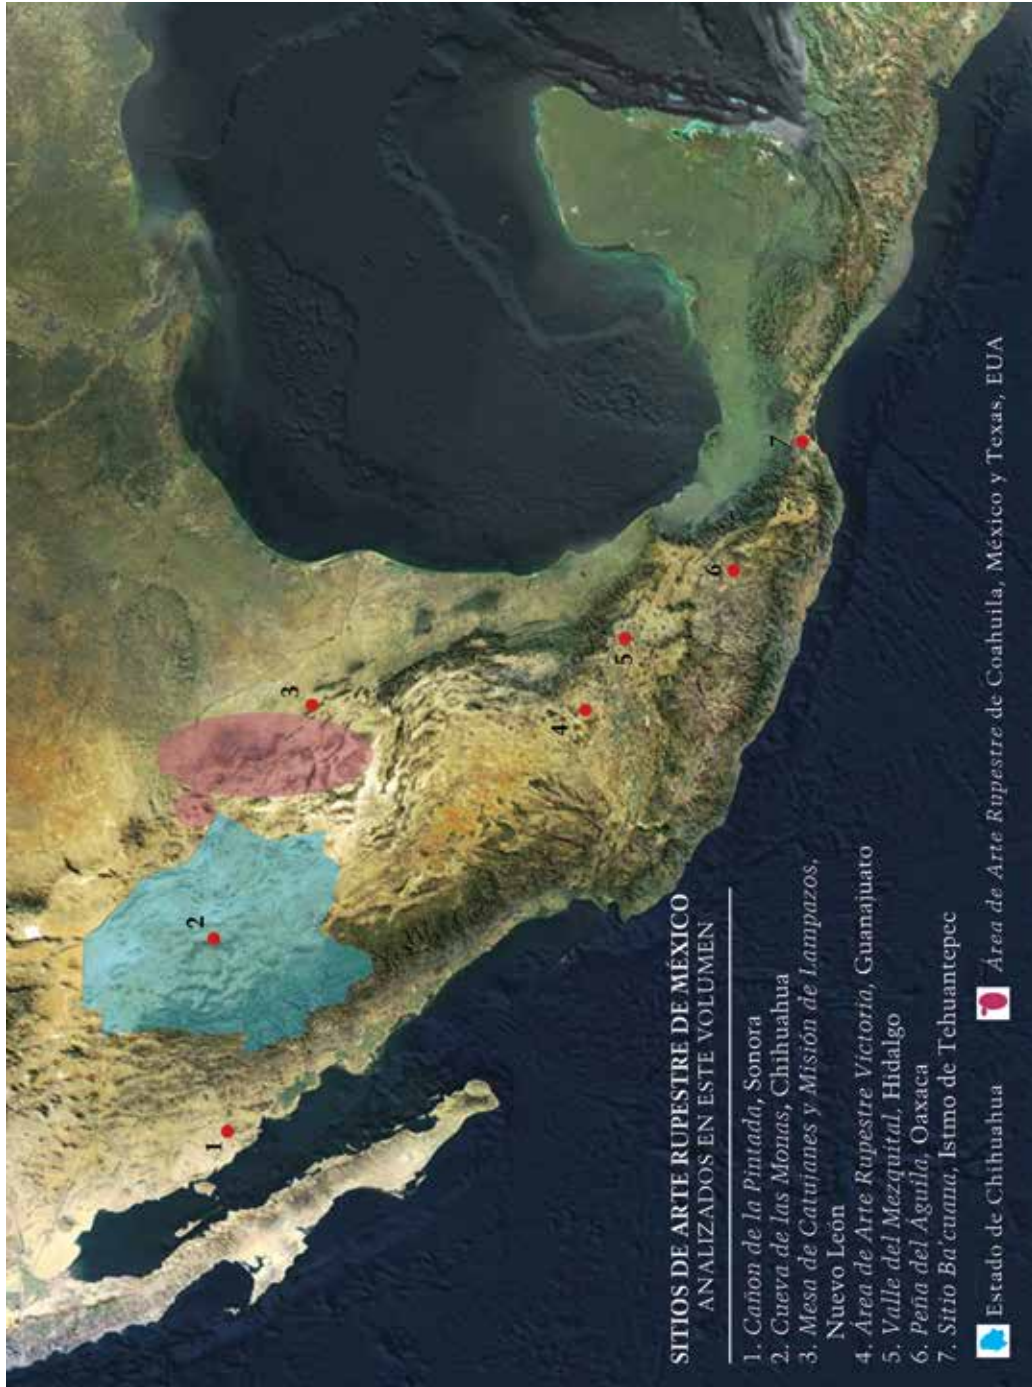 SITIOS DE ARTE RUPESTRE DE MÉXICO
ANALIZADOS EN ESTE VOLUMEN
1. Cañon de la Pintada, Sonora
2. Cueva de las Monas, Chihuahua
3. Mesa de Catujanes y Misión de Lampazos,
Nuevo León
4. Area de Arte Rupestre Victoria, Guanajuato
5. Valle del Mezquital, Hidalgo
6. Peña del Aguila, Oaxaca
7. Sitio Ba'cuana, Istmo de Tehuantepec
Estado de Chihuahua
Área de Arte Rupestre de Coahuila, México y Texas, EUA
1
2
3
4
5
6
7